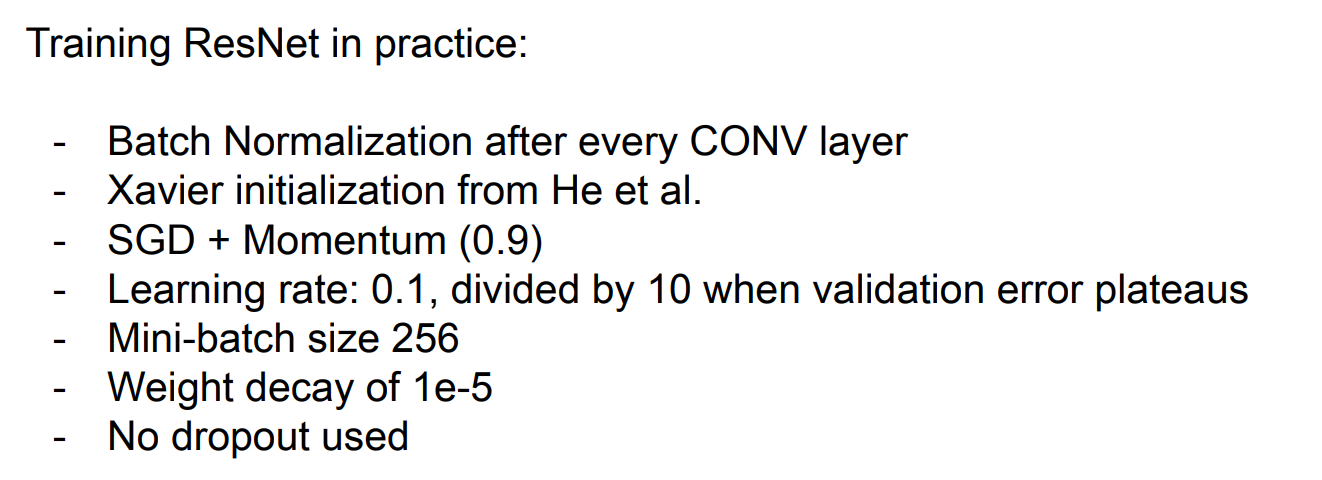 Training ResNet in practice:
- Batch Normalization after every CONV layer
- Xavier initialization from He et al.
- SGD + Momentum (0.9)
- Learning rate: 0.1, divided by 10 when validation error plateaus
- Mini-batch size 256
- Weight decay of 1e-5
- No dropout used